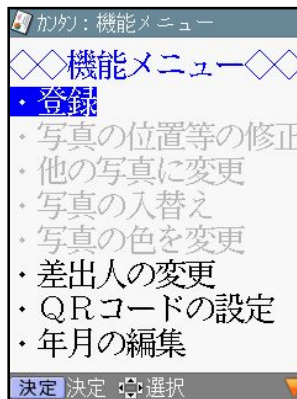 カンタン：機能メニュー
◇◇機能メニュー◇◇
・登録
・写真の位置等の修正
・他の写真に変更
・写真の入替え
・写真の色を変更
・差出人の変更
・ＱＲコードの設定
・年月の編集
決定 決定 選択